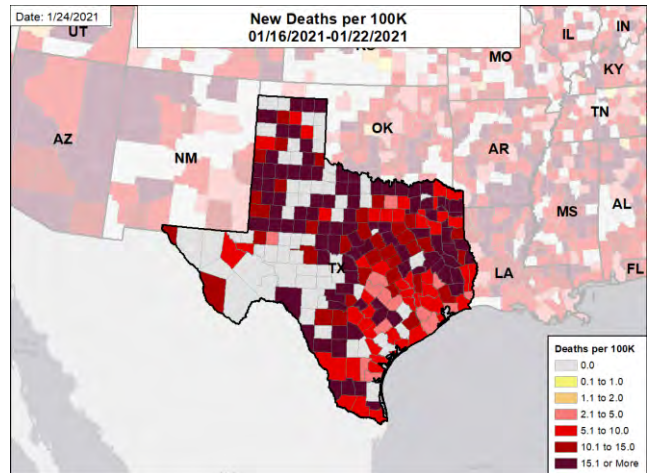 Date: 1/24/2021
New Deaths per 100K
01/16/2021-01/22/2021
UT
MO
IL
IN
KY
AZ
NM
OK
AR
TN
MS
AL
TX
LA
FL
Deaths per 100K
0.0
0.1 to 1.0
1.1 to 2.0
2.1 to 5.0
5.1 to 10.0
10.1 to 15.0
15.1 or More